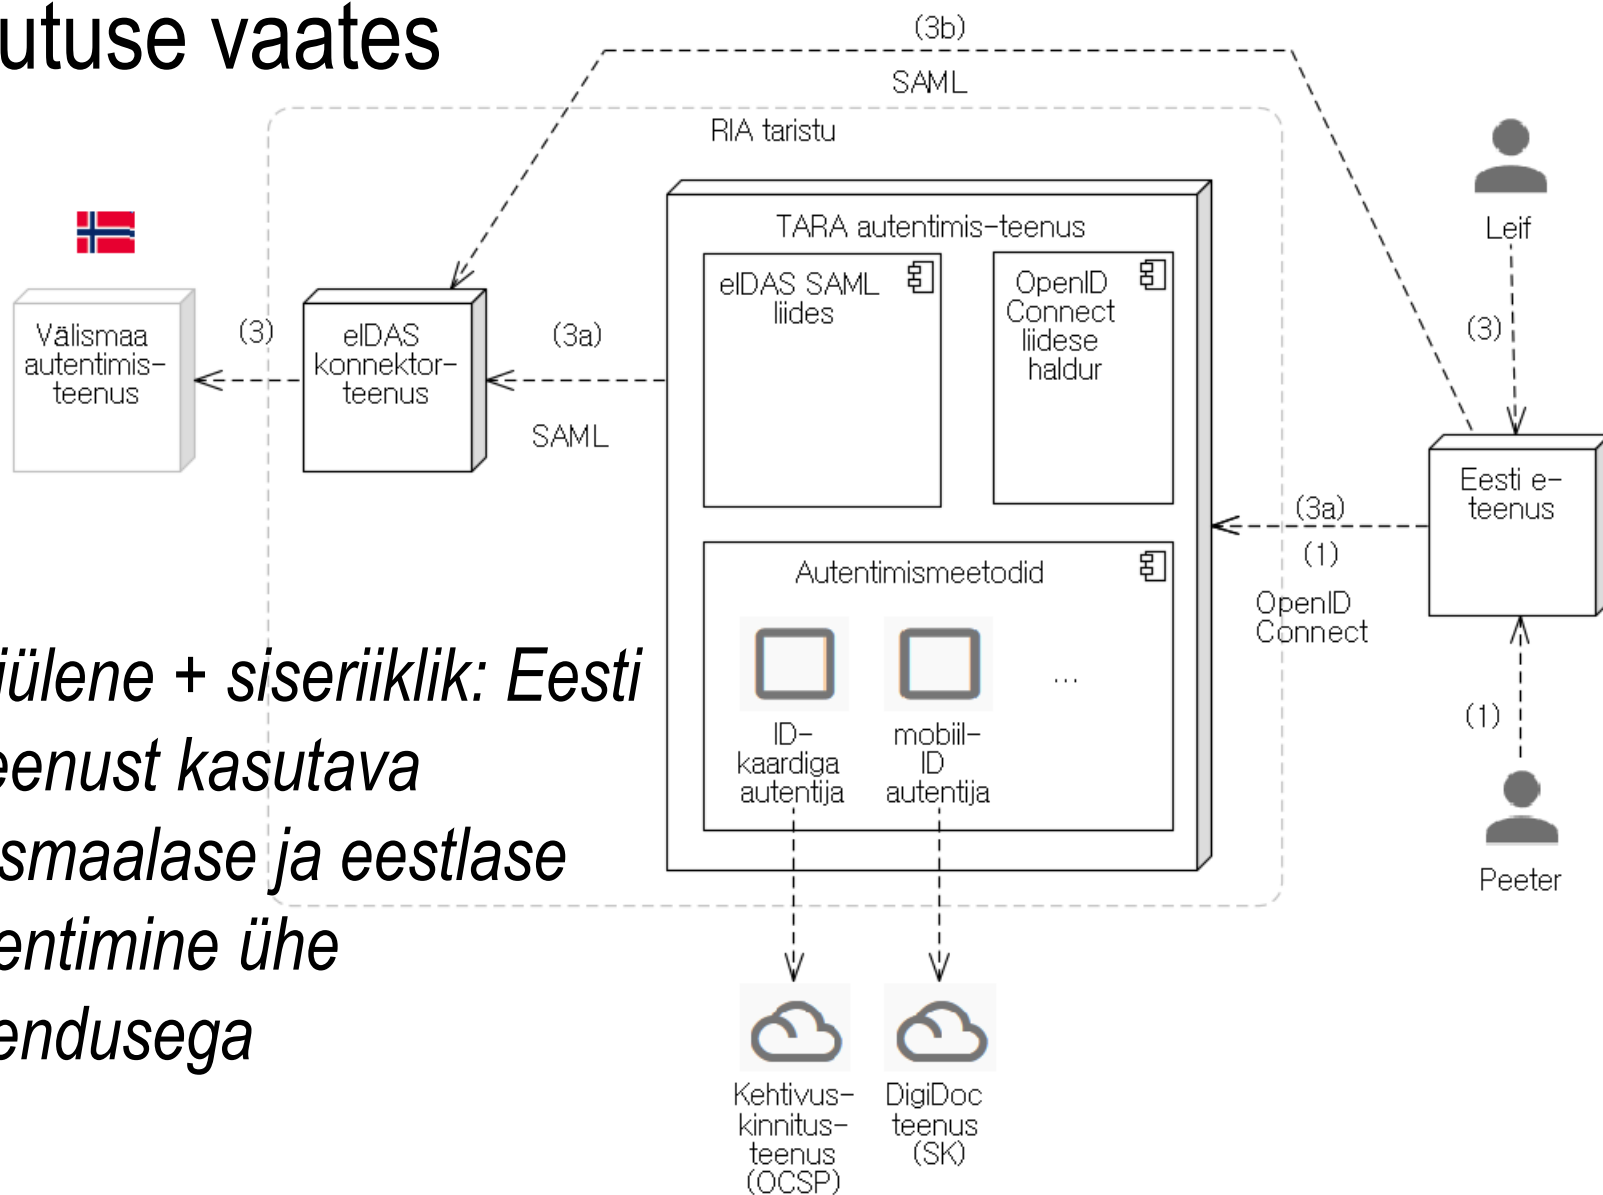 utuse vaates
(3b)
SAML
RIA taristu
Leif
TARA autentimis-teenus
eIDAS SAML
liides
OpenID
Connect
liidese
haldur
Välismaa
autentimis-
teenus
(3)
eIDAS
konnektor-
teenus
(3a)
SAML
(3)
Eesti e-
teenus
(3a)
(1)
OpenID
Connect
Autentimismeetodid
ID-
kaardiga
autentija
mobiil-
ID
autentija
...
(1)
Peeter
iülene + siseriiklik: Eesti
eenust kasutava
smaalase ja eestlase
entimine ühe
endusega
Kehtivus-
kinnitus-
teenus
(OCSP)
DigiDoc
teenus
(SK)